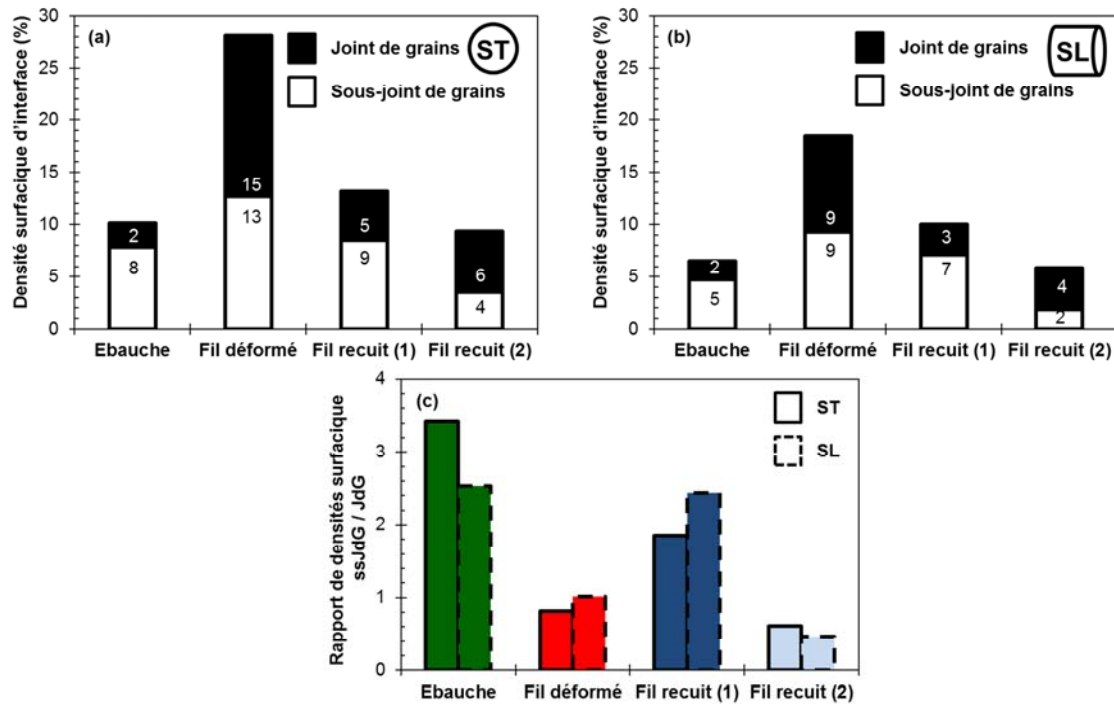 Densité surfacique d'interface (%)
30
25
20
15
10
5
0
(a)
Joint de grains
ST
Sous-joint de grains
2
8
15
13
5
9
6
4
Ebauche
Fil déformé
Fil recuit (1)
Fil recuit (2)
Densité surfacique d'interface (%)
30
25
20
15
10
5
0
(b)
Joint de grains
SL
Sous-joint de grains
2
5
9
9
3
7
4
2
Ebauche
Fil déformé
Fil recuit (1)
Fil recuit (2)
Rapport de densités surfacique
ssJdG / JdG
4
3
2
1
0
(c)
ST
SL
Ebauche
Fil déformé
Fil recuit (1)
Fil recuit (2)